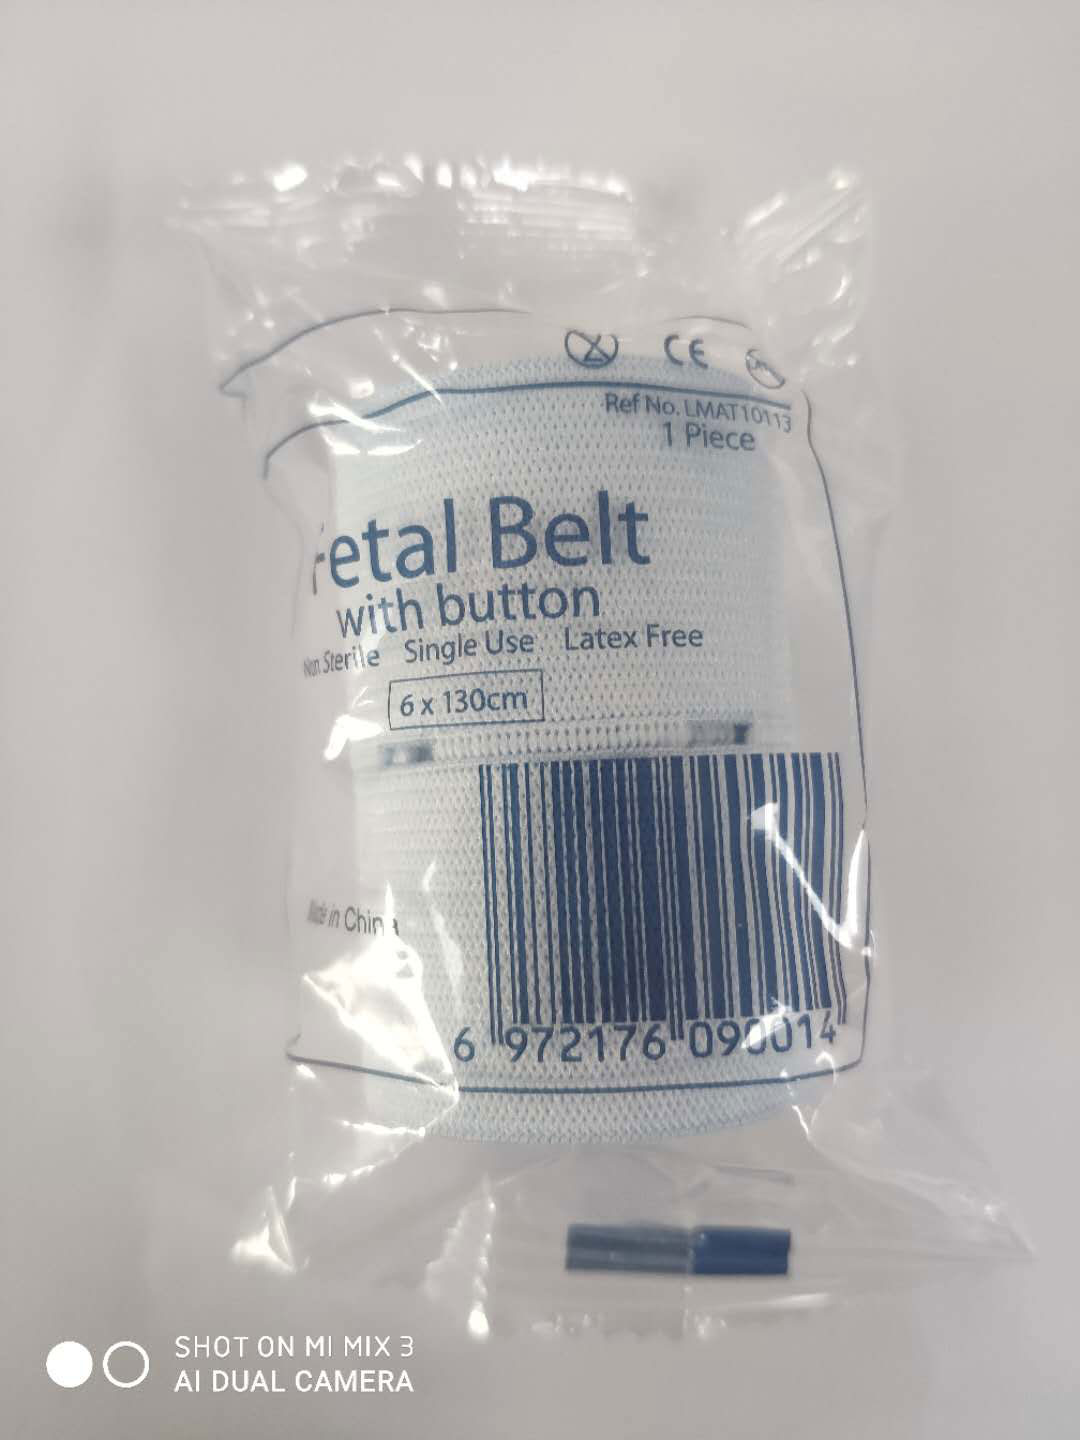 CE
Ref No. LMAT10113
1 Piece
Fetal Belt
with button
Non Sterile Single Use Latex Free
6 x 130cm
Made in China
6 972176 090014
SHOT ON MI MIX 3
AI DUAL CAMERA